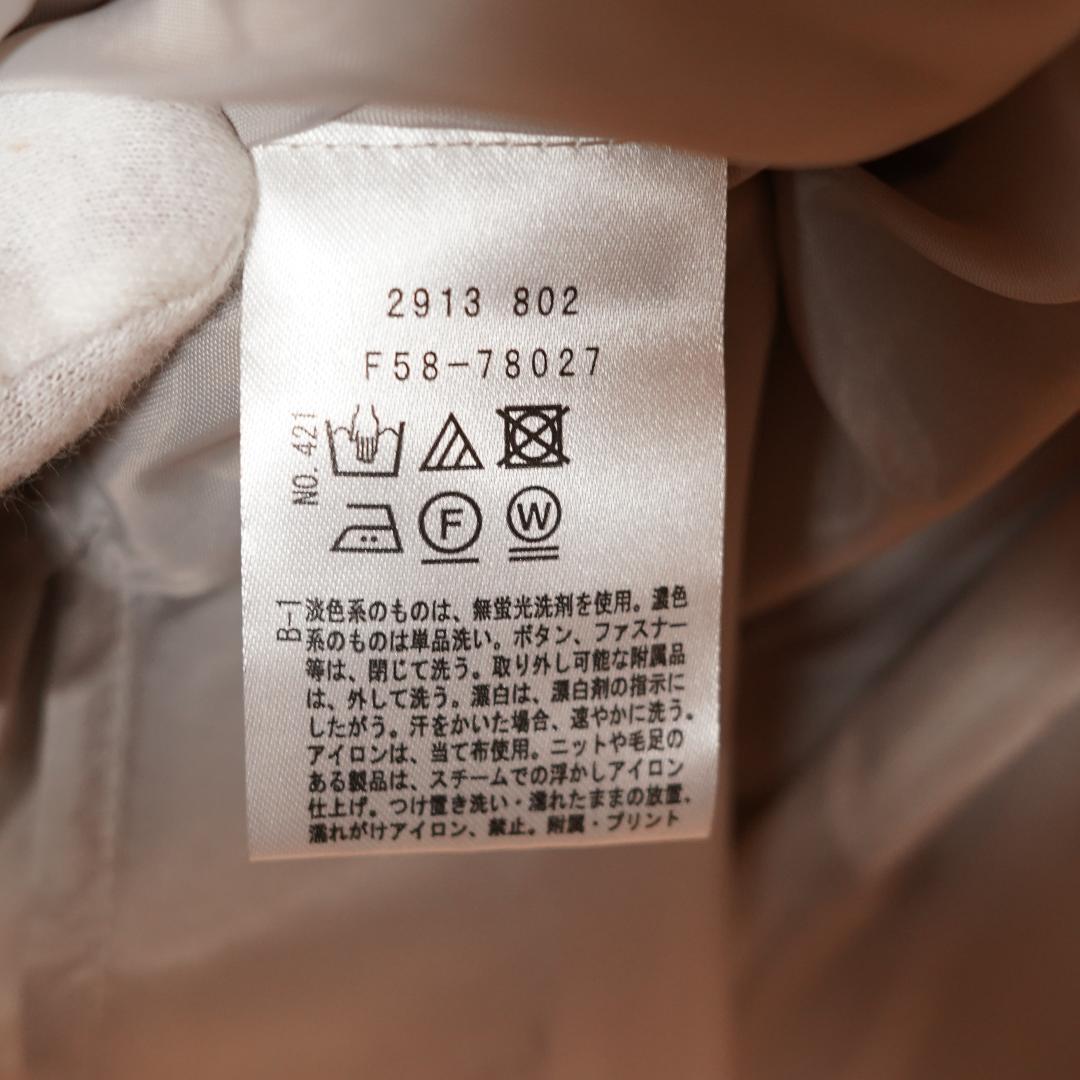 2913 802
F58-78027
NO.421
F
W
B-1
淡色系のものは、無蛍光洗剤を使用。濃色
系のものは単品洗い。ボタン、ファスナー
等は、閉じて洗う。取り外し可能な附属品
は、外して洗う。漂白は、漂白剤の指示に
したがう。汗をかいた場合、速やかに洗う。
アイロンは、当て布使用。ニットや毛足の
ある製品は、スチームでの浮かしアイロン
仕上げ。つけ置き洗い・濡れたままの放置、
濡れがけアイロン、禁止。附属・プリント